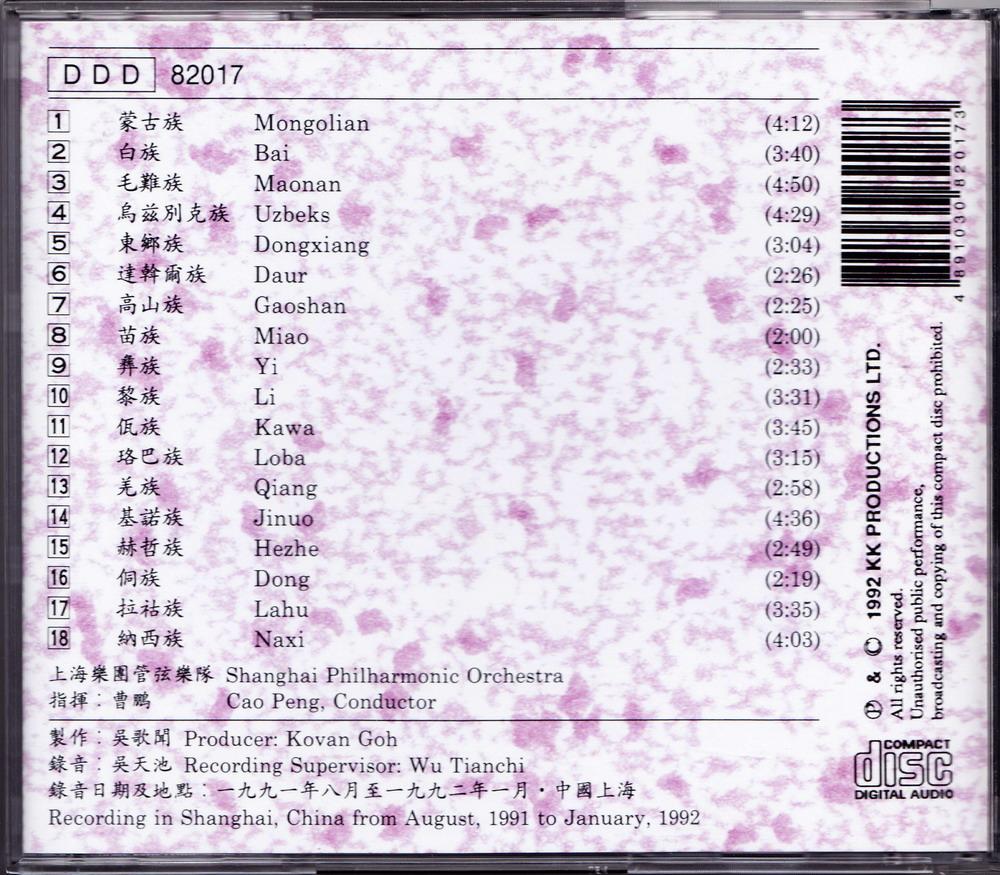 DDD 82017
1 蒙古族 Mongolian (4:12)
2 白族 Bai (3:40)
3 毛難族 Maonan (4:50)
4 烏茲別克族 Uzbeks (4:29)
5 東鄉族 Dongxiang (3:04)
6 達斡爾族 Daur (2:26)
7 高山族 Gaoshan (2:25)
8 苗族 Miao (2:00)
9 彝族 Yi (2:33)
10 黎族 Li (3:31)
11 佤族 Kawa (3:45)
12 珞巴族 Loba (3:15)
13 羌族 Qiang (2:58)
14 基諾族 Jinuo (4:36)
15 赫哲族 Hezhe (2:49)
16 侗族 Dong (2:19)
17 拉祜族 Lahu (3:35)
18 納西族 Naxi (4:03)
上海樂團管弦樂隊 Shanghai Philharmonic Orchestra
指揮：曹鵬 Cao Peng, Conductor
製作：吳歌聞 Producer: Kovan Goh
錄音：吳天池 Recording Supervisor: Wu Tianchi
錄音日期及地點：一九九一年八月至一九九二年一月・中國上海
Recording in Shanghai, China from August, 1991 to January, 1992
4 891030 820173
℗ & © 1992 KK PRODUCTIONS LTD.
All rights reserved.
Unauthorised public performance,
broadcasting and copying of this compact disc prohibited.
COMPACT
disc
DIGITAL AUDIO